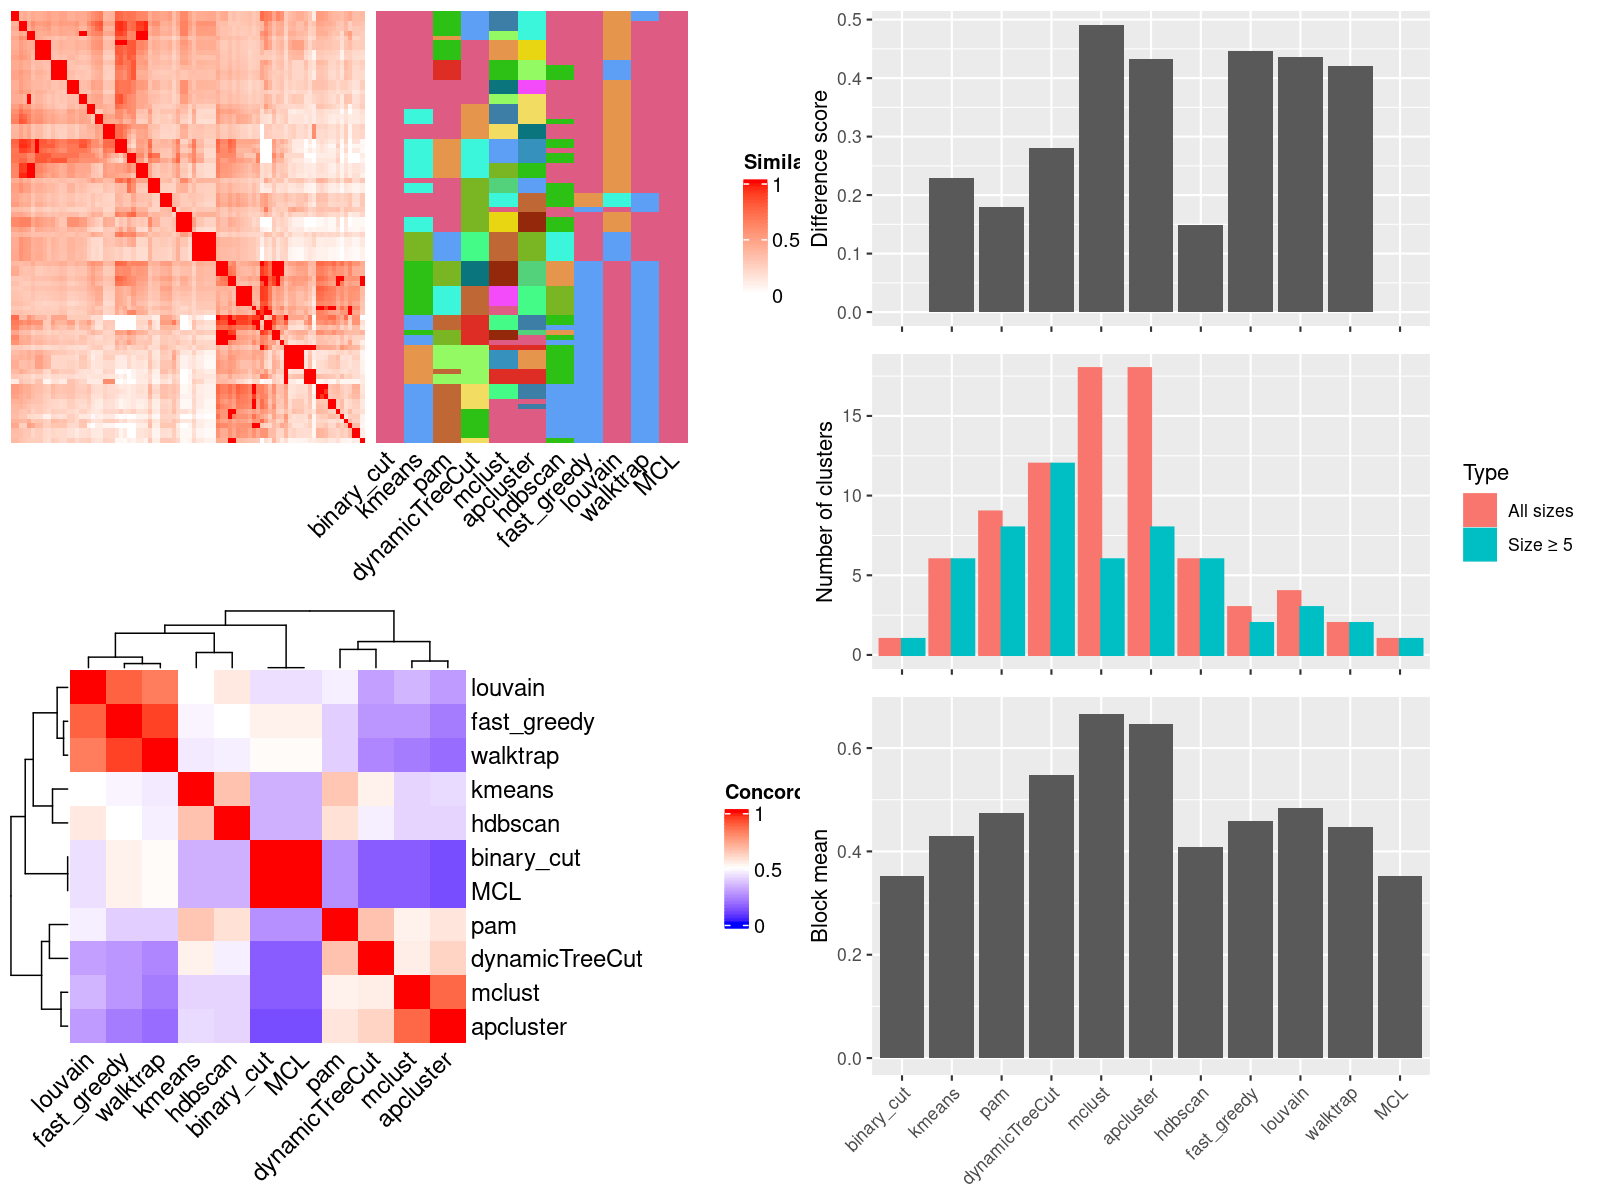 Simila
1
0.5
0
binary_cut
kmeans
pam
dynamicTreeCut
mclust
apcluster
hdbscan
fast_greedy
louvain
walktrap
MCL
louvain
fast_greedy
walktrap
kmeans
hdbscan
binary_cut
MCL
pam
dynamicTreeCut
mclust
apcluster
louvain
fast_greedy
walktrap
kmeans
hdbscan
binary_cut
MCL
pam
dynamicTreeCut
mclust
apcluster
Concord
1
0.5
0
Difference score
0.5
0.4
0.3
0.2
0.1
0.0
Number of clusters
15
10
5
0
Type
All sizes
Size ≥ 5
Block mean
0.6
0.4
0.2
0.0
binary_cut
kmeans
pam
dynamicTreeCut
mclust
apcluster
hdbscan
fast_greedy
louvain
walktrap
MCL